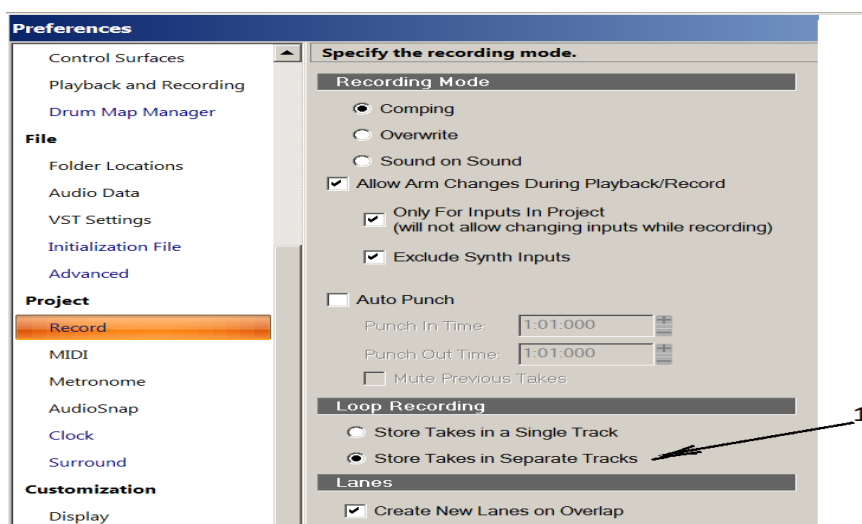 Preferences
Control Surfaces
Playback and Recording
Drum Map Manager
File
Folder Locations
Audio Data
VST Settings
Initialization File
Advanced
Project
Record
MIDI
Metronome
AudioSnap
Clock
Surround
Customization
Display
Specify the recording mode.
Recording Mode
Comping
Overwrite
Sound on Sound
Allow Arm Changes During Playback/Record
Only For Inputs In Project
(will not allow changing inputs while recording)
Exclude Synth Inputs
Auto Punch
Punch In Time: 1:01:000
Punch Out Time: 1:01:000
Mute Previous Takes
Loop Recording
Store Takes in a Single Track
Store Takes in Separate Tracks
1
Lanes
Create New Lanes on Overlap